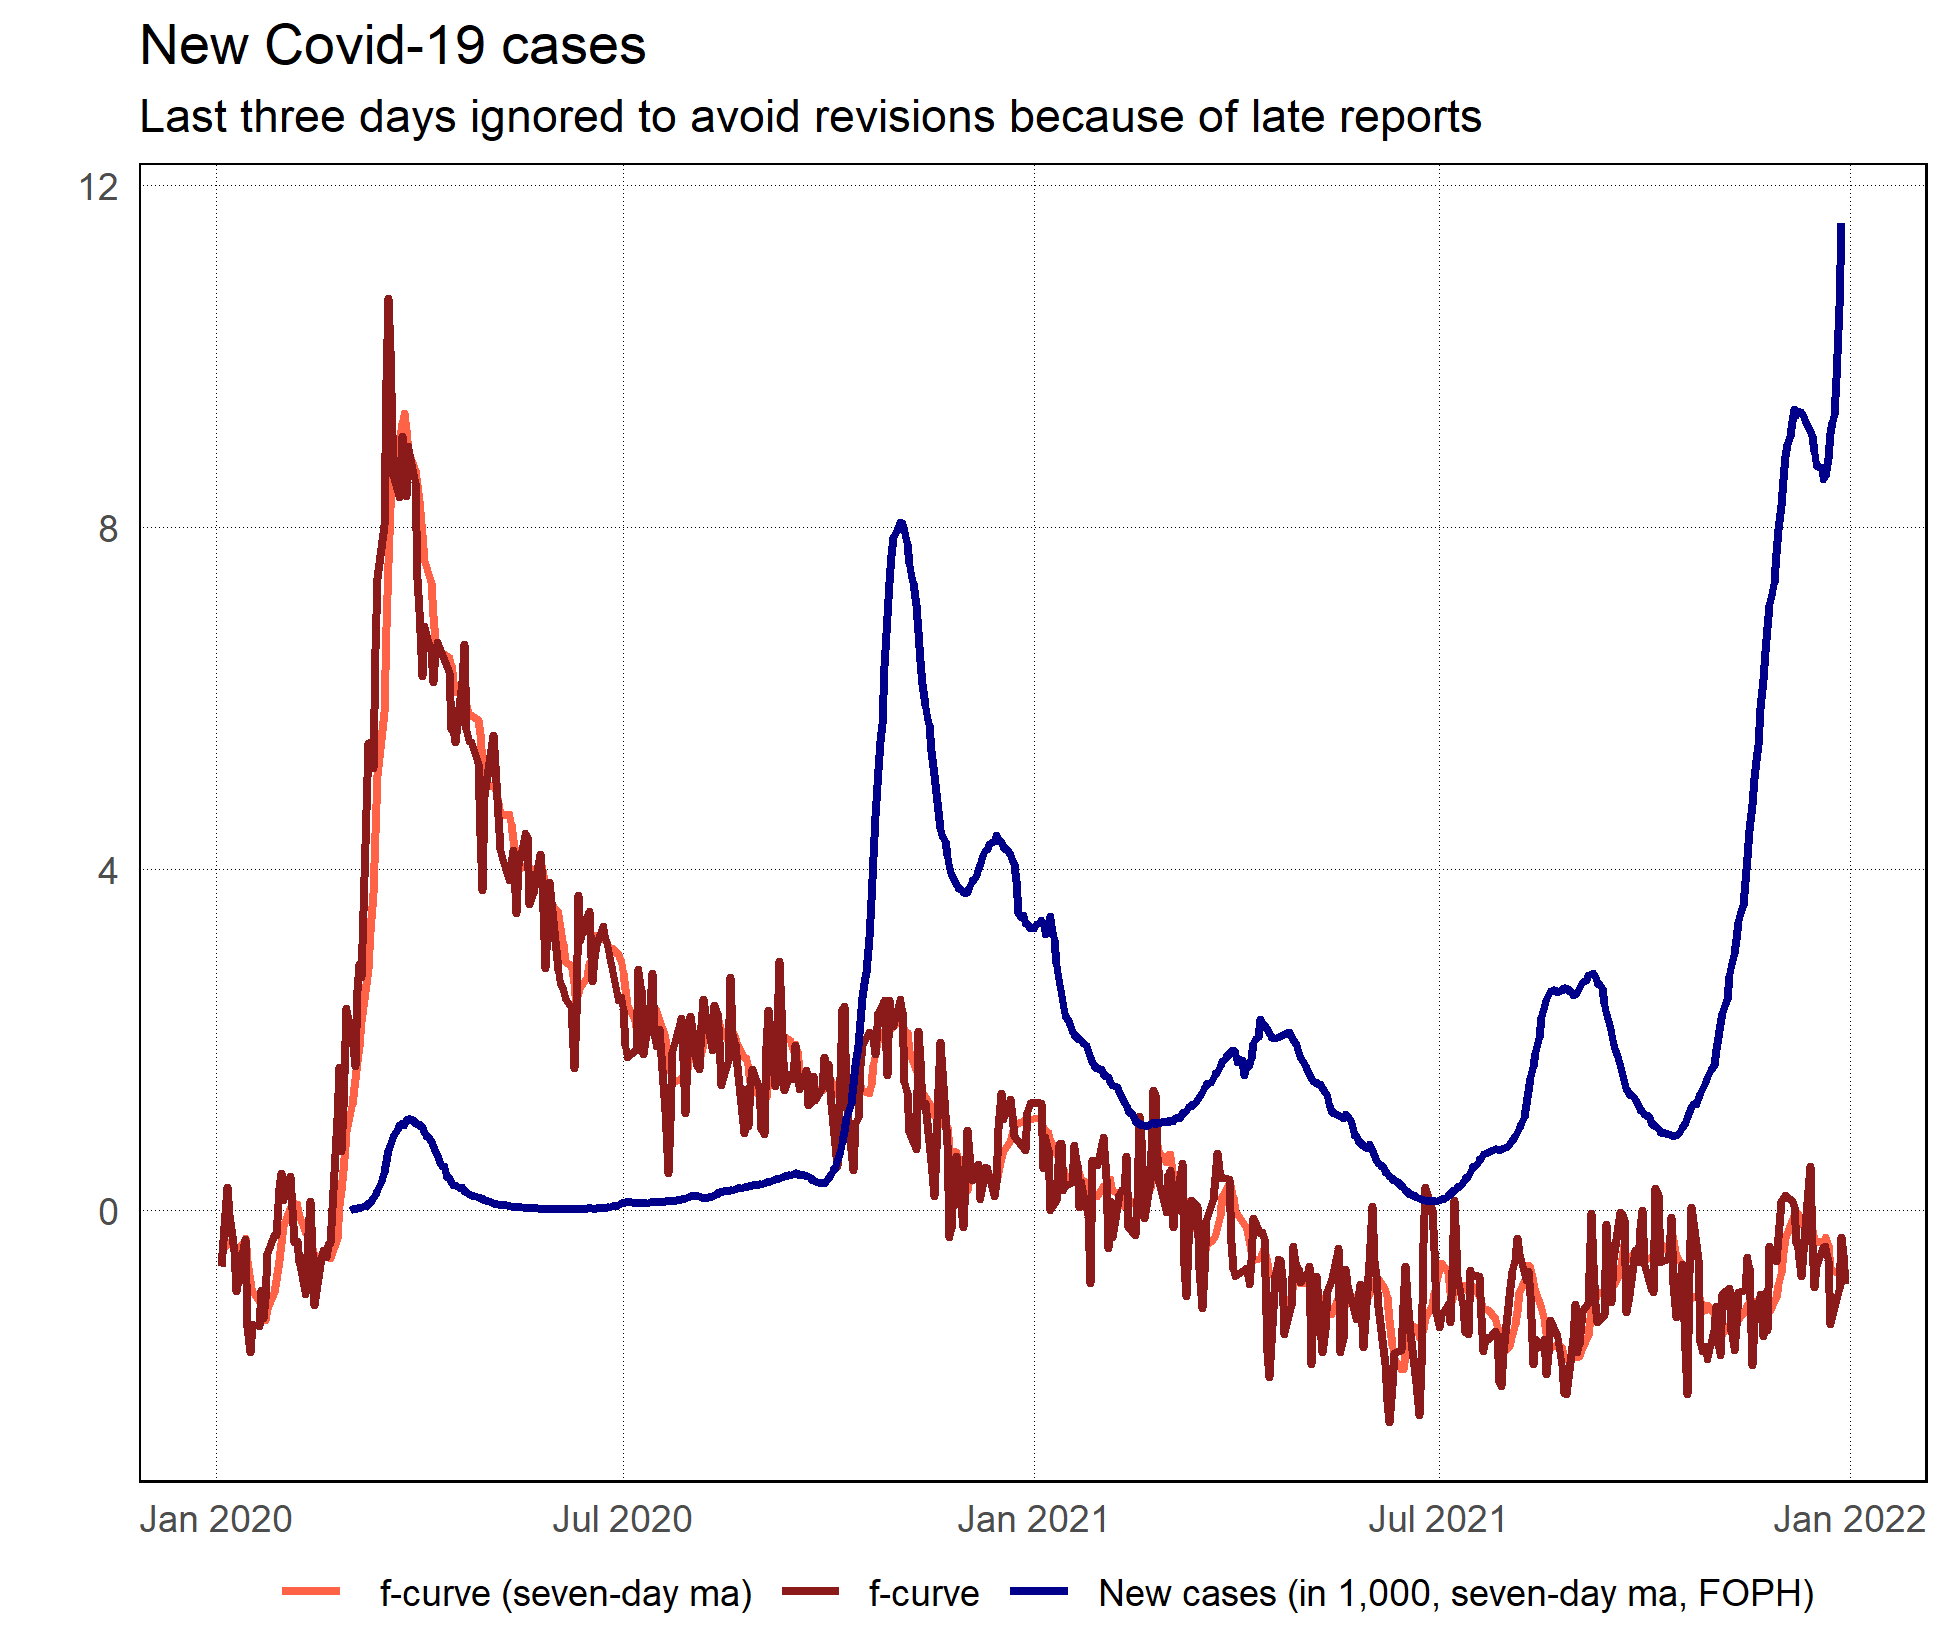 New Covid-19 cases
Last three days ignored to avoid revisions because of late reports
12
8
4
0
Jan 2020 Jul 2020 Jan 2021 Jul 2021 Jan 2022
f-curve (seven-day ma) f-curve New cases (in 1,000, seven-day ma, FOPH)